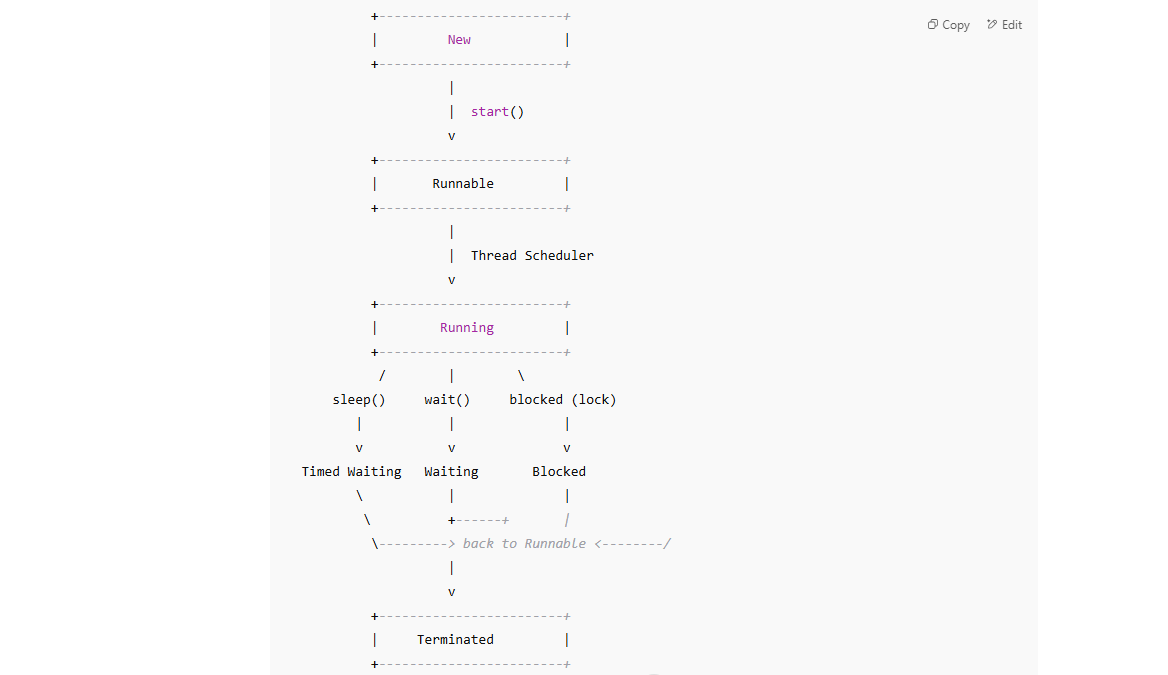 +------------------------+
Copy Edit
|         New            |
+------------------------+
          |
          |  start()
          v
+------------------------+
|       Runnable         |
+------------------------+
          |
          |  Thread Scheduler
          v
+------------------------+
|        Running         |
+------------------------+
 /        |        \
sleep()     wait()     blocked (lock)
   |           |              |
   v           v              v
Timed Waiting   Waiting       Blocked
   \           |              |
    \          +------+       |
     \---------> back to Runnable <--------/
          |
          v
+------------------------+
|     Terminated         |
+------------------------+